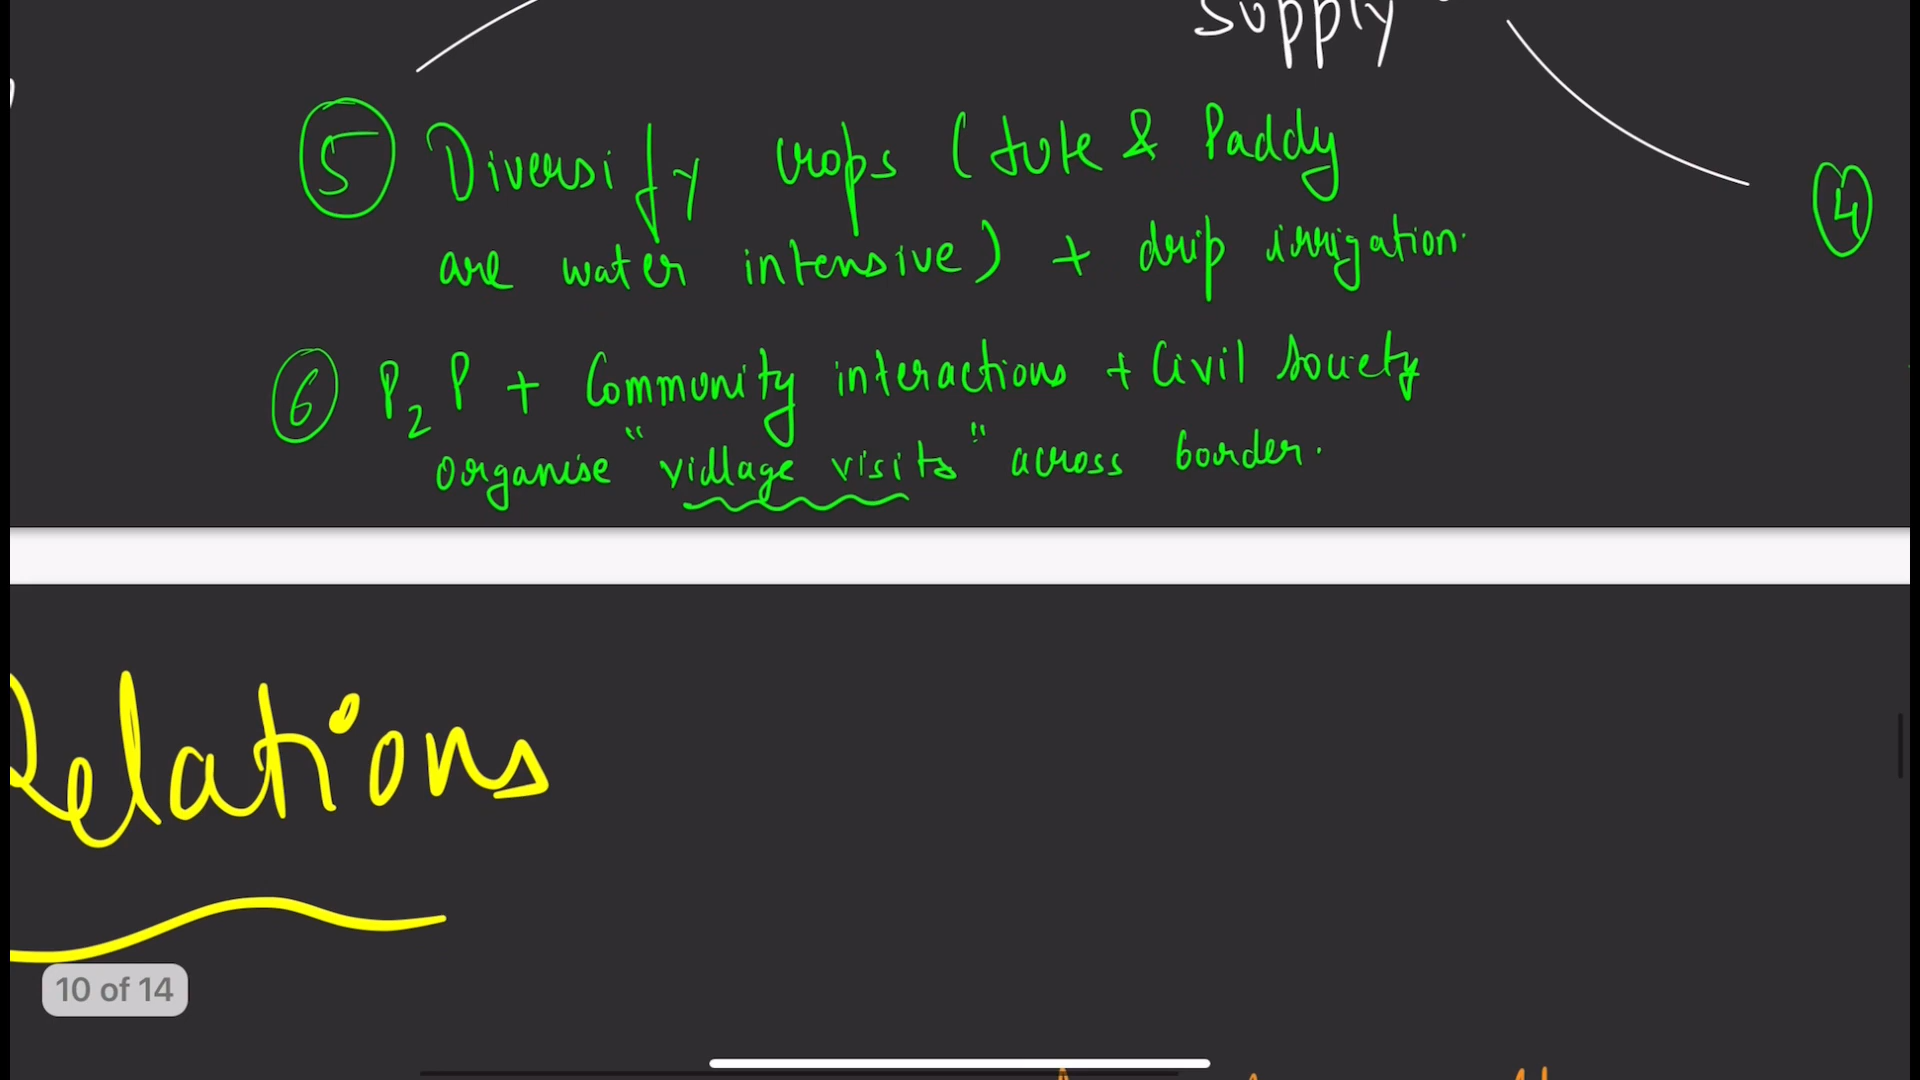 supply
5 Diversify crops (Jute & Paddy
are water intensive) + drip irrigation.
4
6 P2P + Community interactions + Civil Society
organise "village visits" across border.
Relations
10 of 14